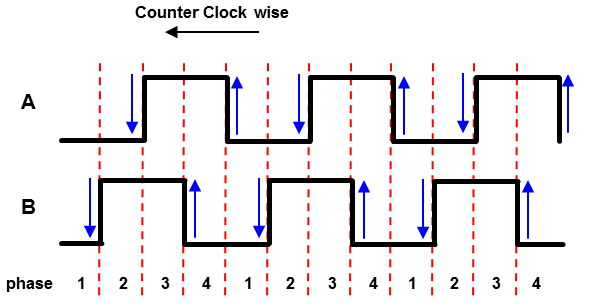 Counter Clock wise
A
B
phase 1 2 3 4 1 2 3 4 1 2 3 4